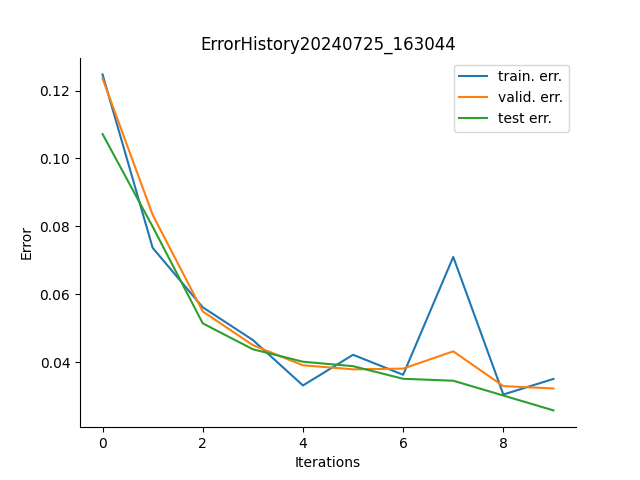 ErrorHistory20240725_163044
train. err.
valid. err.
test err.
0.12
0.10
0.08
0.06
0.04
Error
0 2 4 6 8
Iterations